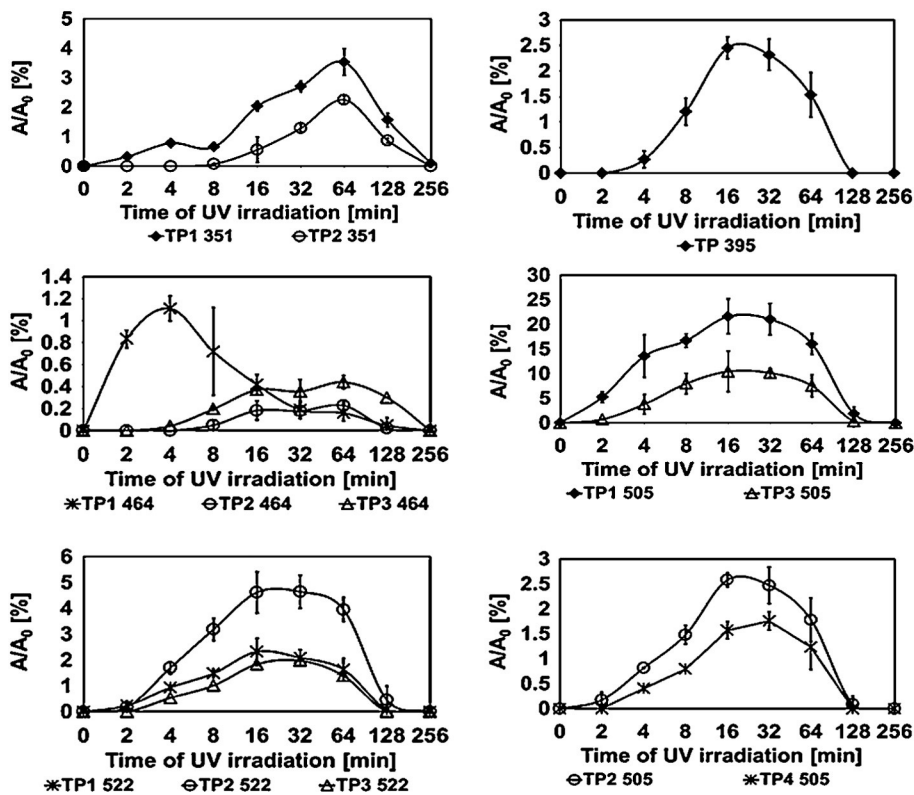 5
4
3
2
1
0
A/A0 [%]
0 2 4 8 16 32 64 128 256
Time of UV irradiation [min]
TP1 351 TP2 351
3
2.5
2
1.5
1
0.5
0
A/A0 [%]
0 2 4 8 16 32 64 128 256
Time of UV irradiation [min]
TP 395
1.4
1.2
1
0.8
0.6
0.4
0.2
0
A/A0 [%]
0 2 4 8 16 32 64 128 256
Time of UV irradiation [min]
TP1 464 TP2 464 TP3 464
30
25
20
15
10
5
0
A/A0 [%]
0 2 4 8 16 32 64 128 256
Time of UV irradiation [min]
TP1 505 TP3 505
6
5
4
3
2
1
0
A/A0 [%]
0 2 4 8 16 32 64 128 256
Time of UV irradiation [min]
TP1 522 TP2 522 TP3 522
3
2.5
2
1.5
1
0.5
0
A/A0 [%]
0 2 4 8 16 32 64 128 256
Time of UV irradiation [min]
TP2 505 TP4 505